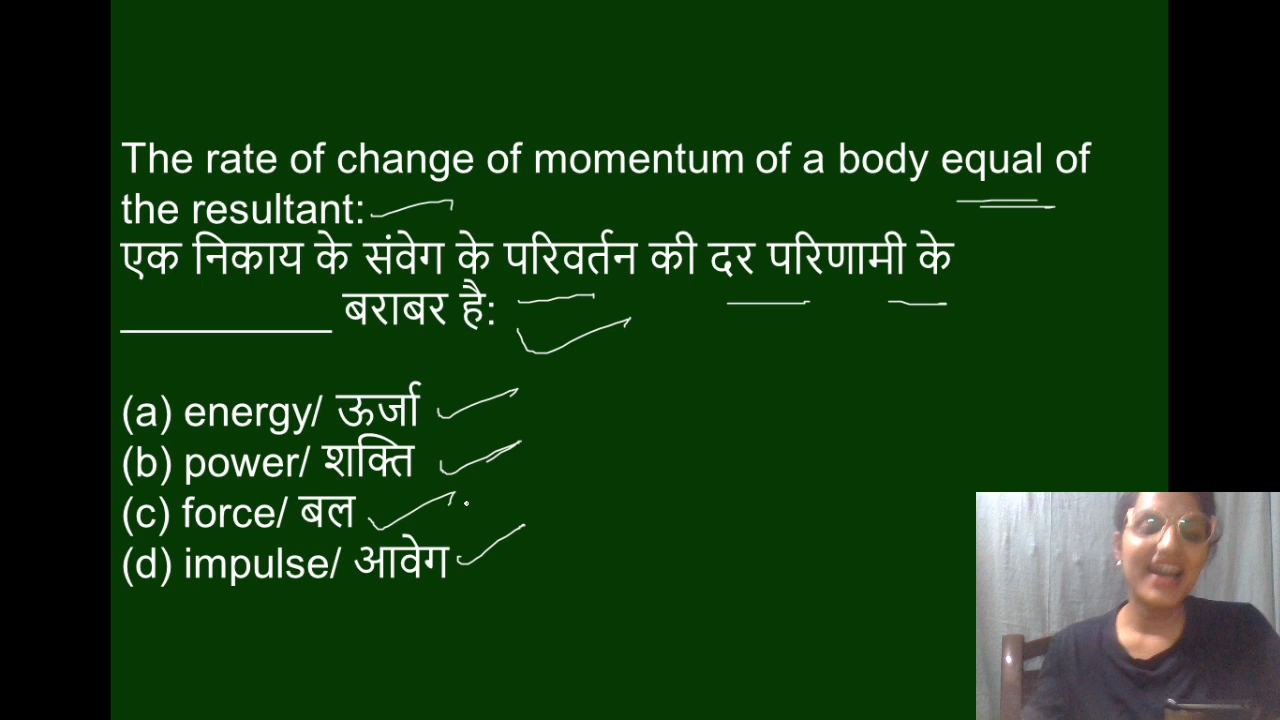 The rate of change of momentum of a body equal of
the resultant:
एक निकाय के संवेग के परिवर्तन की दर परिणामी के
__________ बराबर है:
(a) energy/ ऊर्जा
(b) power/ शक्ति
(c) force/ बल
(d) impulse/ आवेग